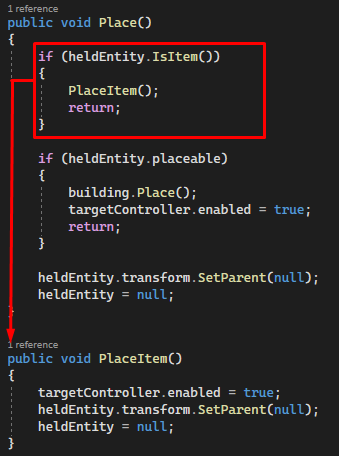 1 reference
public void Place()
{
if (heldEntity.IsItem())
{
PlaceItem();
return;
}
if (heldEntity.placeable)
{
building.Place();
targetController.enabled = true;
return;
}
heldEntity.transform.SetParent(null);
heldEntity = null;
}
1 reference
public void PlaceItem()
{
targetController.enabled = true;
heldEntity.transform.SetParent(null);
heldEntity = null;
}